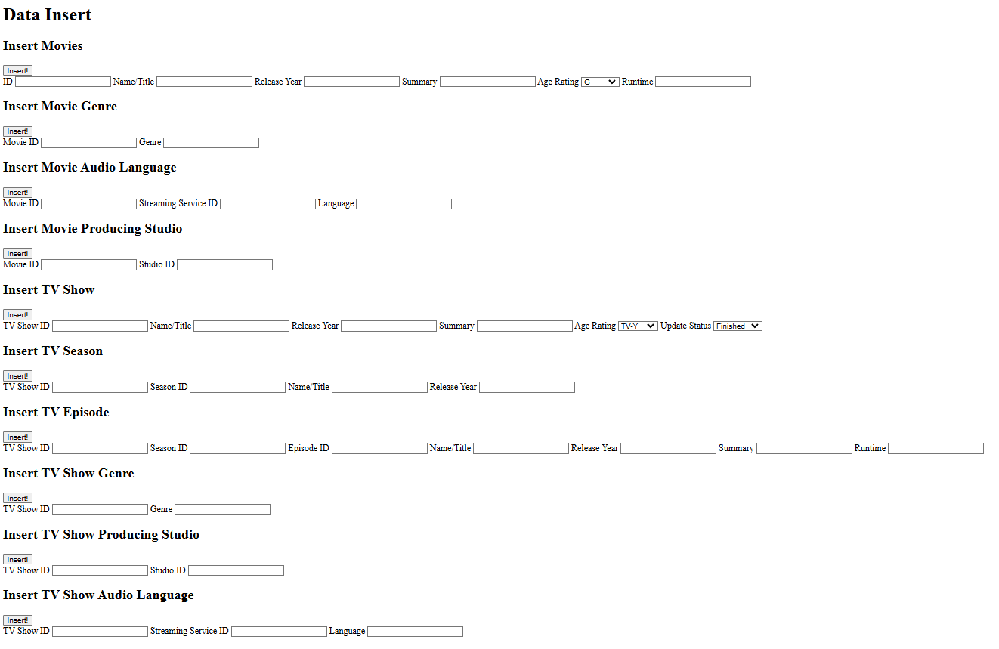 Data Insert
Insert Movies
Insert!
ID Name/Title Release Year Summary Age Rating G Runtime
Insert Movie Genre
Insert!
Movie ID Genre
Insert Movie Audio Language
Insert!
Movie ID Streaming Service ID Language
Insert Movie Producing Studio
Insert!
Movie ID Studio ID
Insert TV Show
Insert!
TV Show ID Name/Title Release Year Summary Age Rating TV-Y Update Status Finished
Insert TV Season
Insert!
TV Show ID Season ID Name/Title Release Year
Insert TV Episode
Insert!
TV Show ID Season ID Episode ID Name/Title Release Year Summary Runtime
Insert TV Show Genre
Insert!
TV Show ID Genre
Insert TV Show Producing Studio
Insert!
TV Show ID Studio ID
Insert TV Show Audio Language
Insert!
TV Show ID Streaming Service ID Language